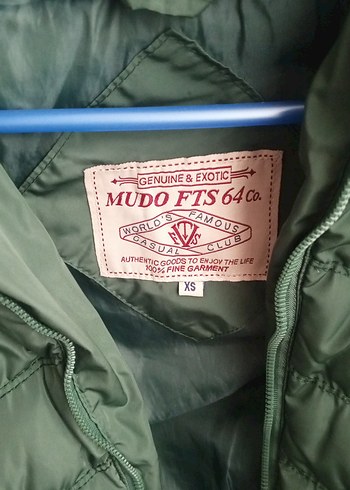 GENUINE & EXOTIC
MUDO FTS 64 Co.
WORLD'S FAMOUS
FTS
CASUAL CLUB
AUTHENTIC GOODS TO ENJOY THE LIFE
100% FINE GARMENT
XS